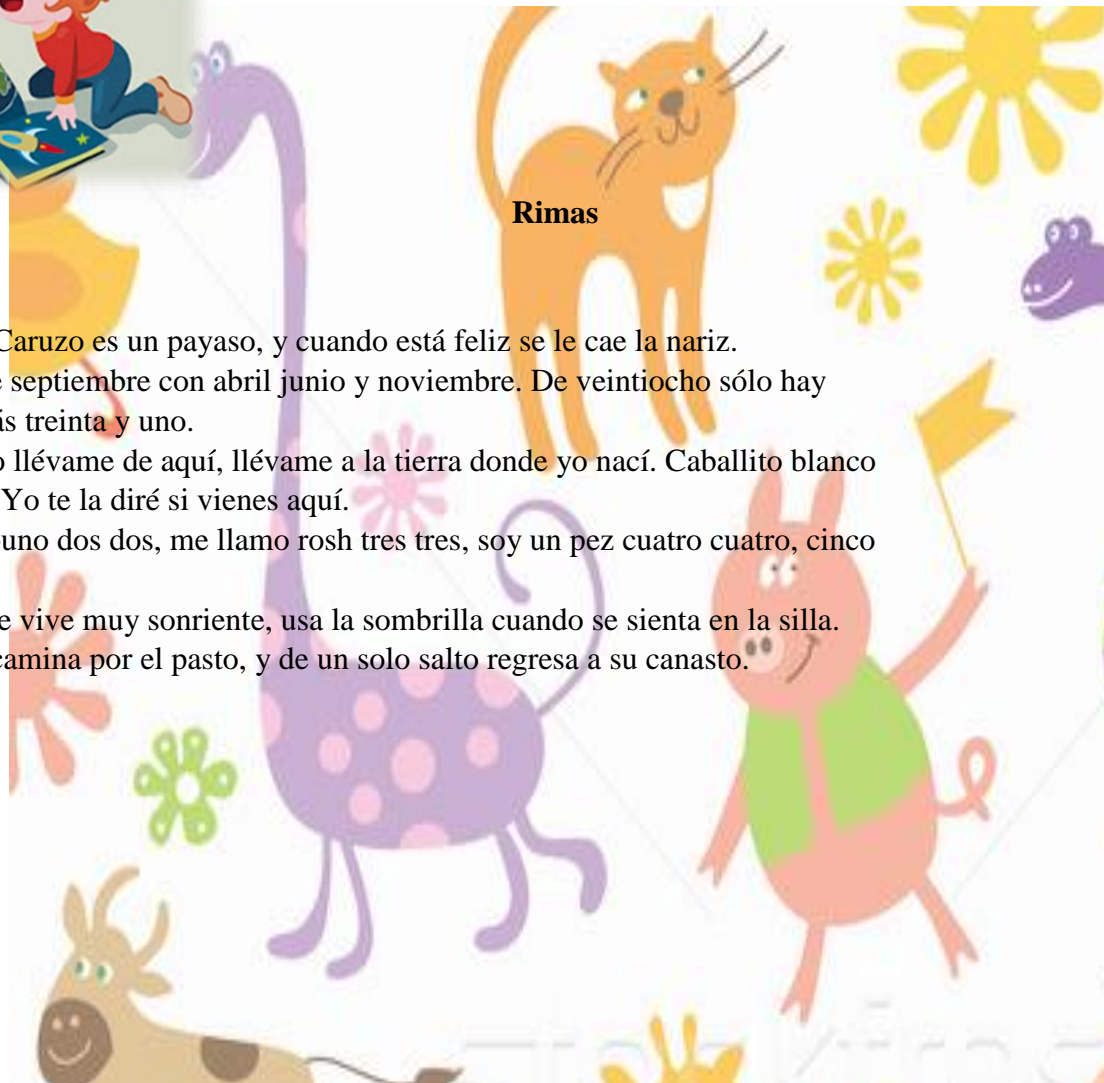 Rimas
Caruzo es un payaso, y cuando está feliz se le cae la nariz.
septiembre con abril junio y noviembre. De veintiocho sólo hay
treinta y uno.
llévame de aquí, llévame a la tierra donde yo nací. Caballito blanco
Yo te la diré si vienes aquí.
uno dos dos, me llamo rosh tres tres, soy un pez cuatro cuatro, cinco
vive muy sonriente, usa la sombrilla cuando se sienta en la silla.
camina por el pasto, y de un solo salto regresa a su canasto.